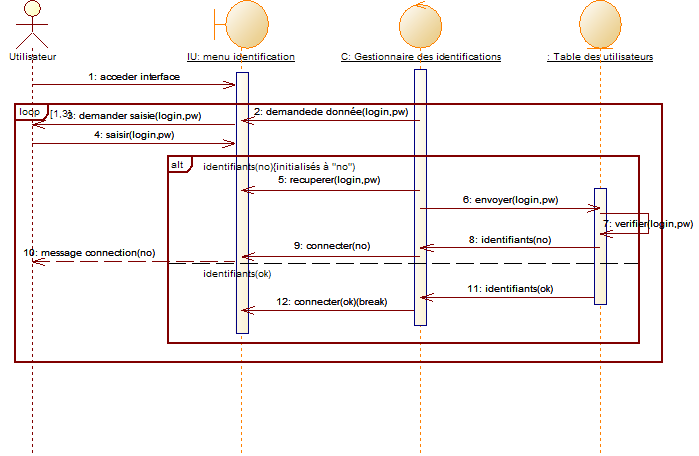 Utilisateur
IU: menu identification
C: Gestionnaire des identifications
: Table des utilisateurs
1: acceder interface
loop
[1,3]
2: demandede donnée(login,pw)
3: demander saisie(login,pw)
4: saisir(login,pw)
alt
identifiants(no){initialisés à "no")
5: recuperer(login,pw)
6: envoyer(login,pw)
7: verifier(login,pw)
8: identifiants(no)
9: connecter(no)
10: message connection(no)
identifiants(ok)
11: identifiants(ok)
12: connecter(ok)(break)